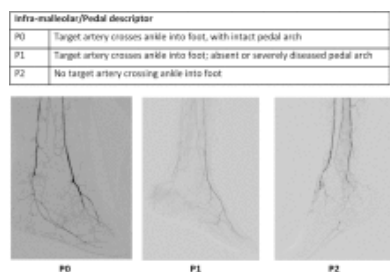 Infra-malleolar/Pedal descriptor
P0 Target artery crosses ankle into foot, with intact pedal arch
P1 Target artery crosses ankle into foot; absent or severely diseased pedal arch
P2 No target artery crossing ankle into foot
P0 P1 P2